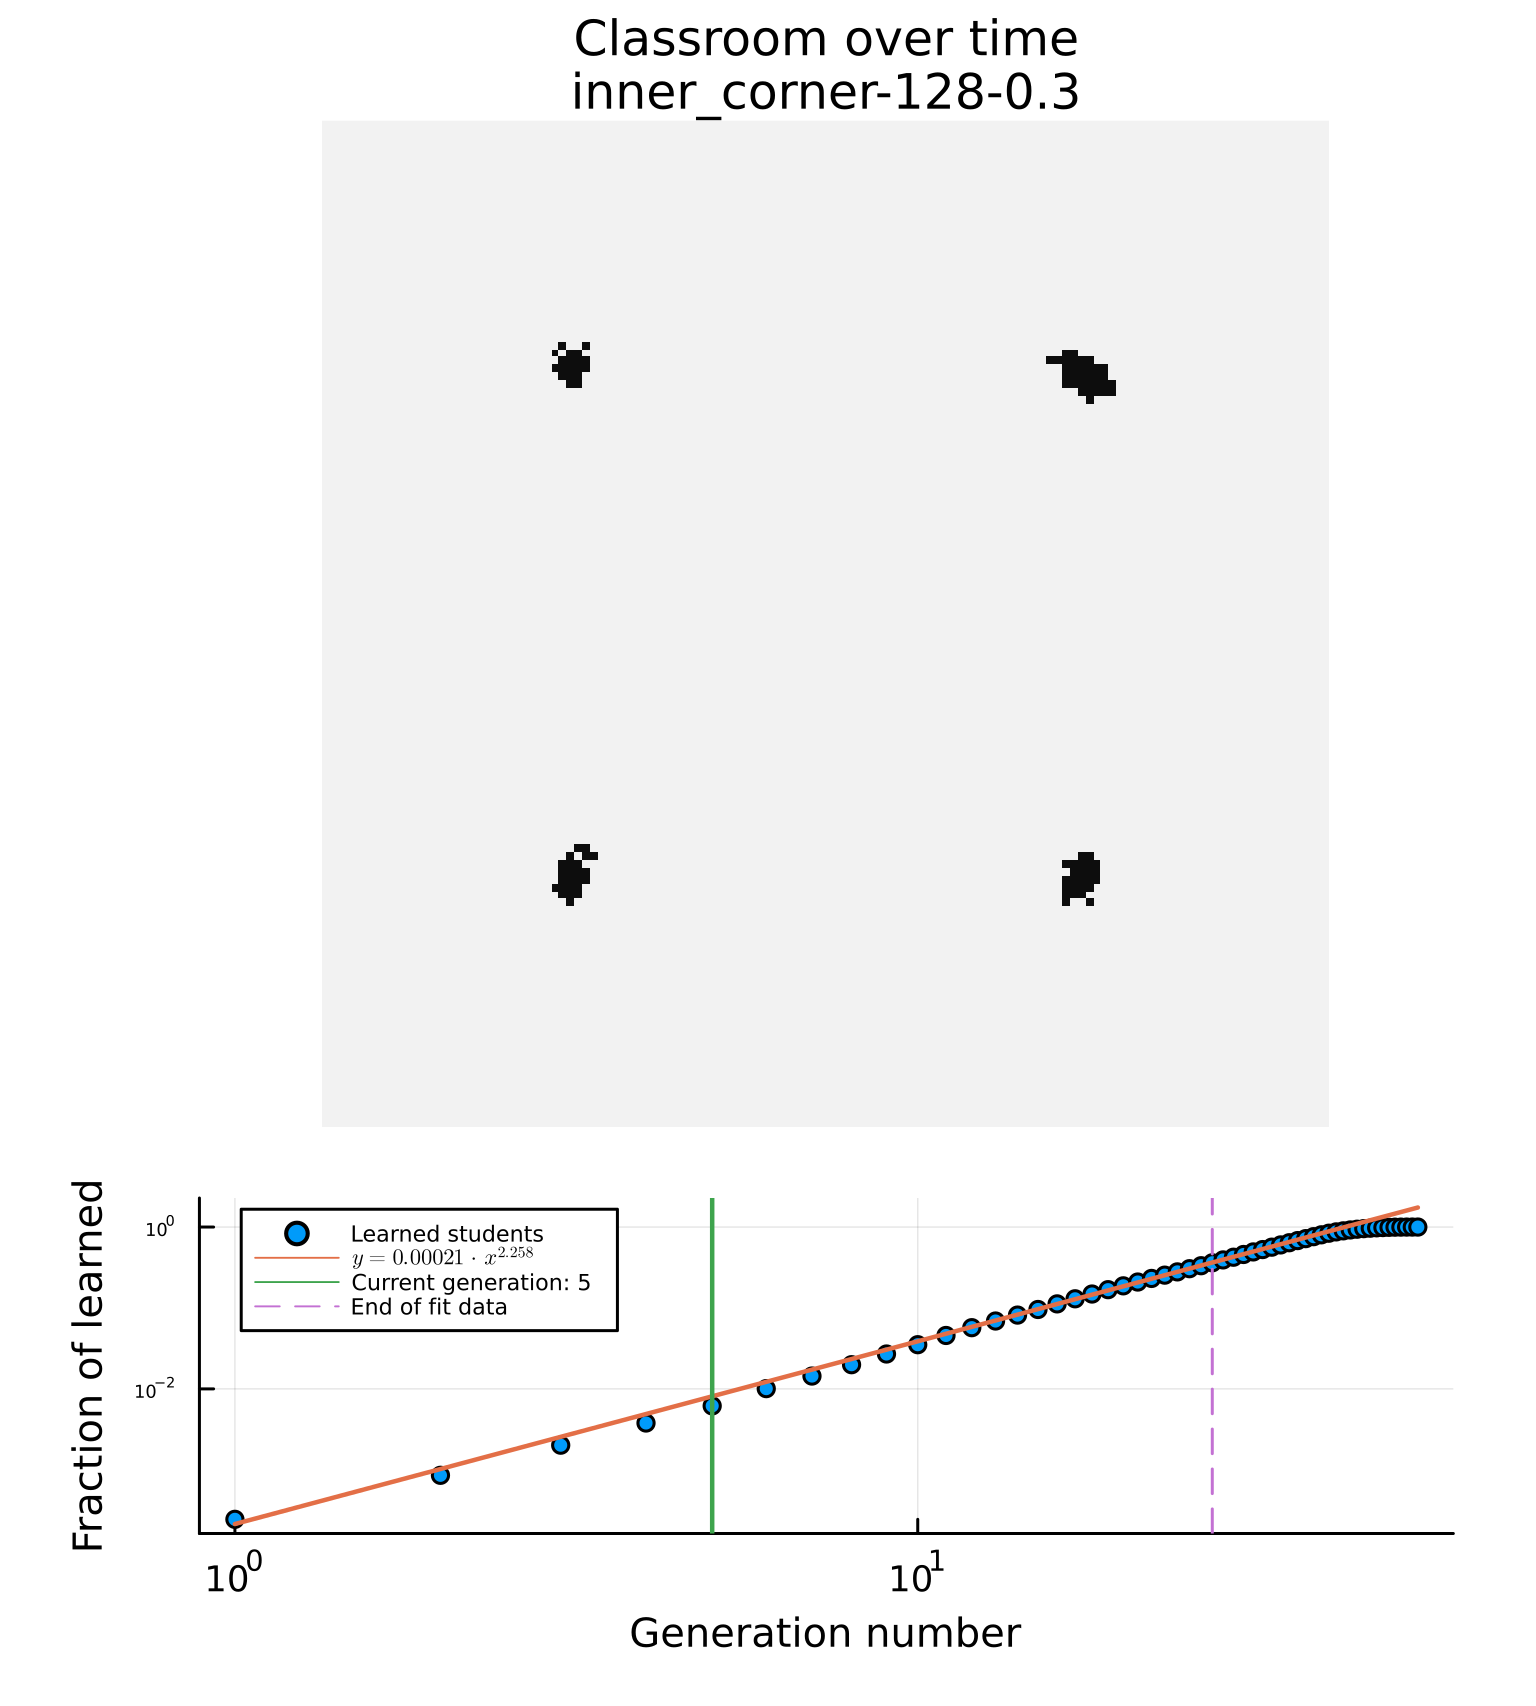 Classroom over time
inner_corner-128-0.3
Fraction of learned
10^0
10^−2
Learned students
y = 0.00021 · x^2.258
Current generation: 5
End of fit data
10^0
10^1
Generation number